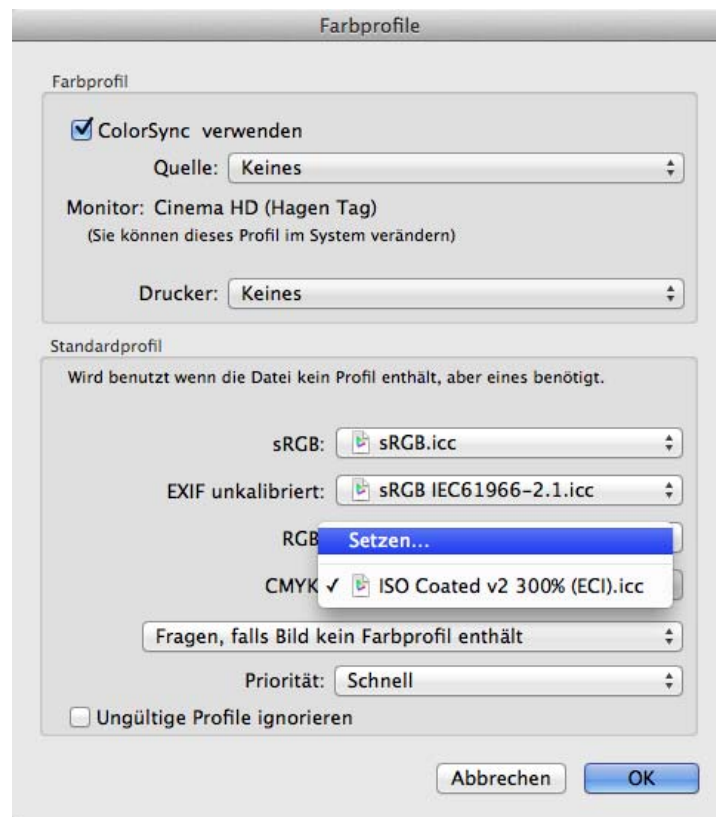 Farbprofile
Farbprofil
ColorSync verwenden
Quelle: Keines
Monitor: Cinema HD (Hagen Tag)
(Sie können dieses Profil im System verändern)
Drucker: Keines
Standardprofil
Wird benutzt wenn die Datei kein Profil enthält, aber eines benötigt.
sRGB: sRGB.icc
EXIF unkalibriert: sRGB IEC61966-2.1.icc
RGB Setzen...
CMYK ✓ ISO Coated v2 300% (ECI).icc
Fragen, falls Bild kein Farbprofil enthält
Priorität: Schnell
Ungültige Profile ignorieren
Abbrechen OK